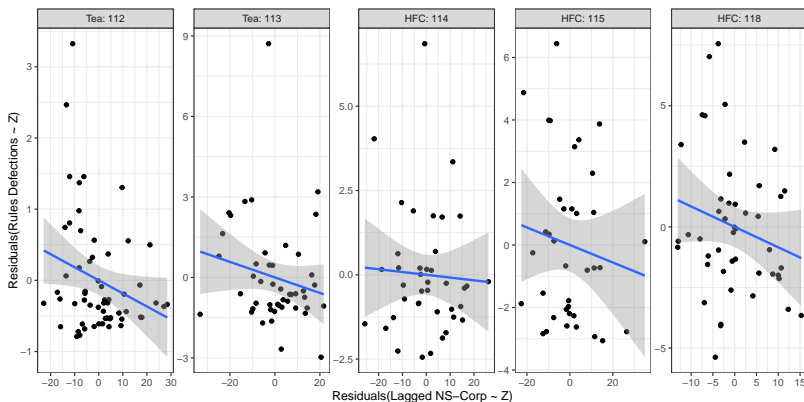 Tea: 112 Tea: 113 HFC: 114 HFC: 115 HFC: 118
Residuals(Rules Defections ~ Z)
3 2 1 0 −1
9 6 3 0 −3
5.0 2.5 0.0 −2.5
6 4 2 0 −2 −4
5 0 −5
−20 −10 0 10 20 30
−20 0 20
−20 −10 0 10 20
−20 0 20
−10 −5 0 5 10 15
Residuals(Lagged NS−Corp ~ Z)